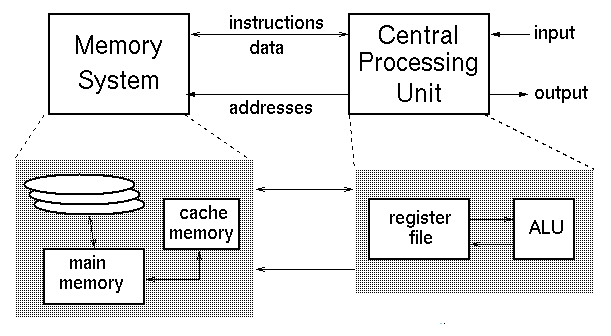 Memory
System
instructions
data
addresses
Central
Processing
Unit
input
output
cache
memory
main
memory
register
file
ALU